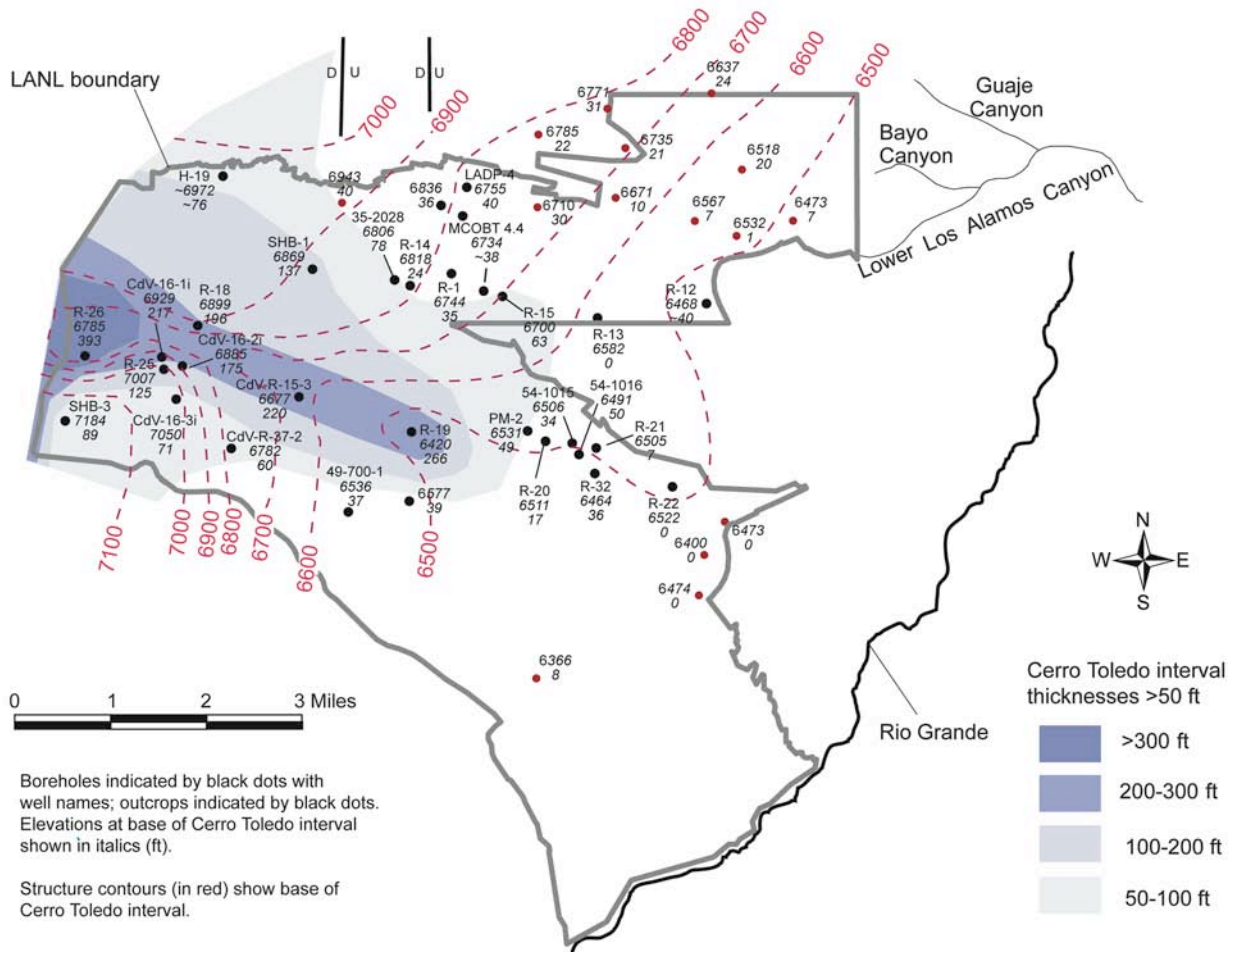 6800
6700
6600
6500
LANL boundary
D U
D U
7000
6900
6637
24
6771
31
6785
22
6735
21
Guaje
Canyon
Bayo
Canyon
Lower Los Alamos Canyon
6518
20
H-19
~6972
~76
6943
40
6836
36
LADP-4
6755
40
6710
30
6671
10
6567
7
6532
1
6473
7
35-2028
6806
78
MCOBT 4.4
6734
~38
R-14
6818
24
SHB-1
6869
137
R-1
6744
35
R-15
6700
63
R-12
6468
~40
R-13
6582
0
CdV-16-1i
6929
217
R-18
6899
196
R-26
6785
393
CdV-16-2i
6885
175
R-25
7007
125
CdV-R-15-3
6677
220
SHB-3
7184
89
CdV-16-3i
7050
71
CdV-R-37-2
6782
60
R-19
6420
266
PM-2
6531
49
54-1015
6506
34
54-1016
6491
50
R-21
6505
7
49-700-1
6536
37
6577
39
R-20
6511
17
R-32
6464
36
R-22
6522
0
7100
7000
6900
6800
6700
6600
6500
6473
0
6400
0
6474
0
6366
8
N
W E
S
0 1 2 3 Miles
Rio Grande
Boreholes indicated by black dots with
well names; outcrops indicated by black dots.
Elevations at base of Cerro Toledo interval
shown in italics (ft).
Structure contours (in red) show base of
Cerro Toledo interval.
Cerro Toledo interval
thicknesses >50 ft
>300 ft
200-300 ft
100-200 ft
50-100 ft